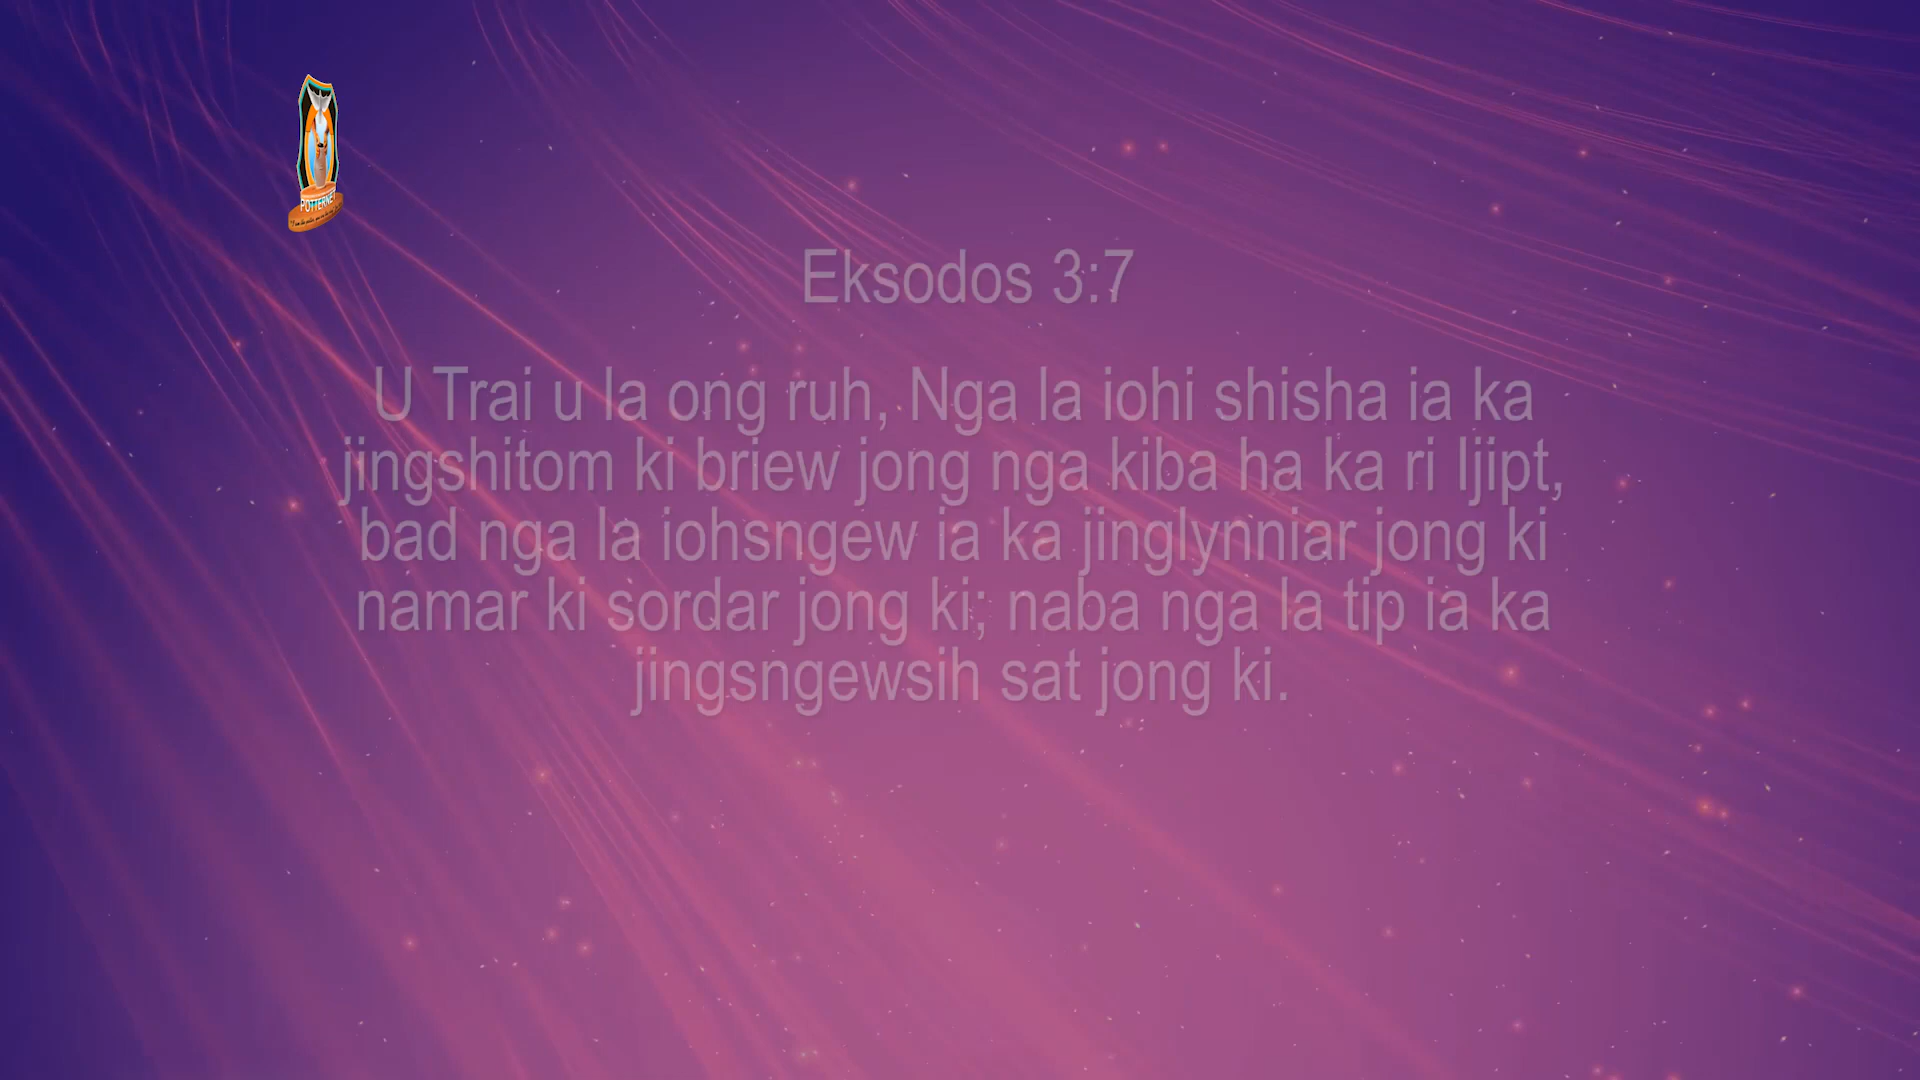 POTTERNET
Eksodos 3:7
U Trai u la ong ruh, Nga la iohi shisha ia ka
jingshitom ki briew jong nga kiba ha ka ri Ijipt,
bad nga la iohsngew ia ka jinglynniar jong ki
namar ki sordar jong ki; naba nga la tip ia ka
jingsngewsih sat jong ki.